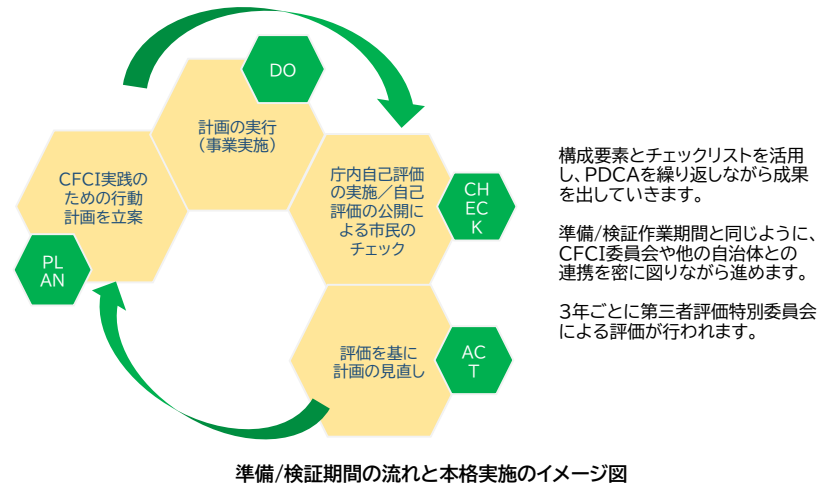 DO
計画の実行
(事業実施)
CFCI実践の
ための行動
計画を立案
PL
AN
庁内自己評価
の実施/自己
評価の公開に
よる市民の
チェック
CH
EC
K
評価を基に
計画の見直し
AC
T
構成要素とチェックリストを活用
し、PDCAを繰り返しながら成果
を出していきます。
準備/検証作業期間と同じように、
CFCI委員会や他の自治体との
連携を密に図りながら進めます。
3年ごとに第三者評価特別委員会
による評価が行われます。
準備/検証期間の流れと本格実施のイメージ図